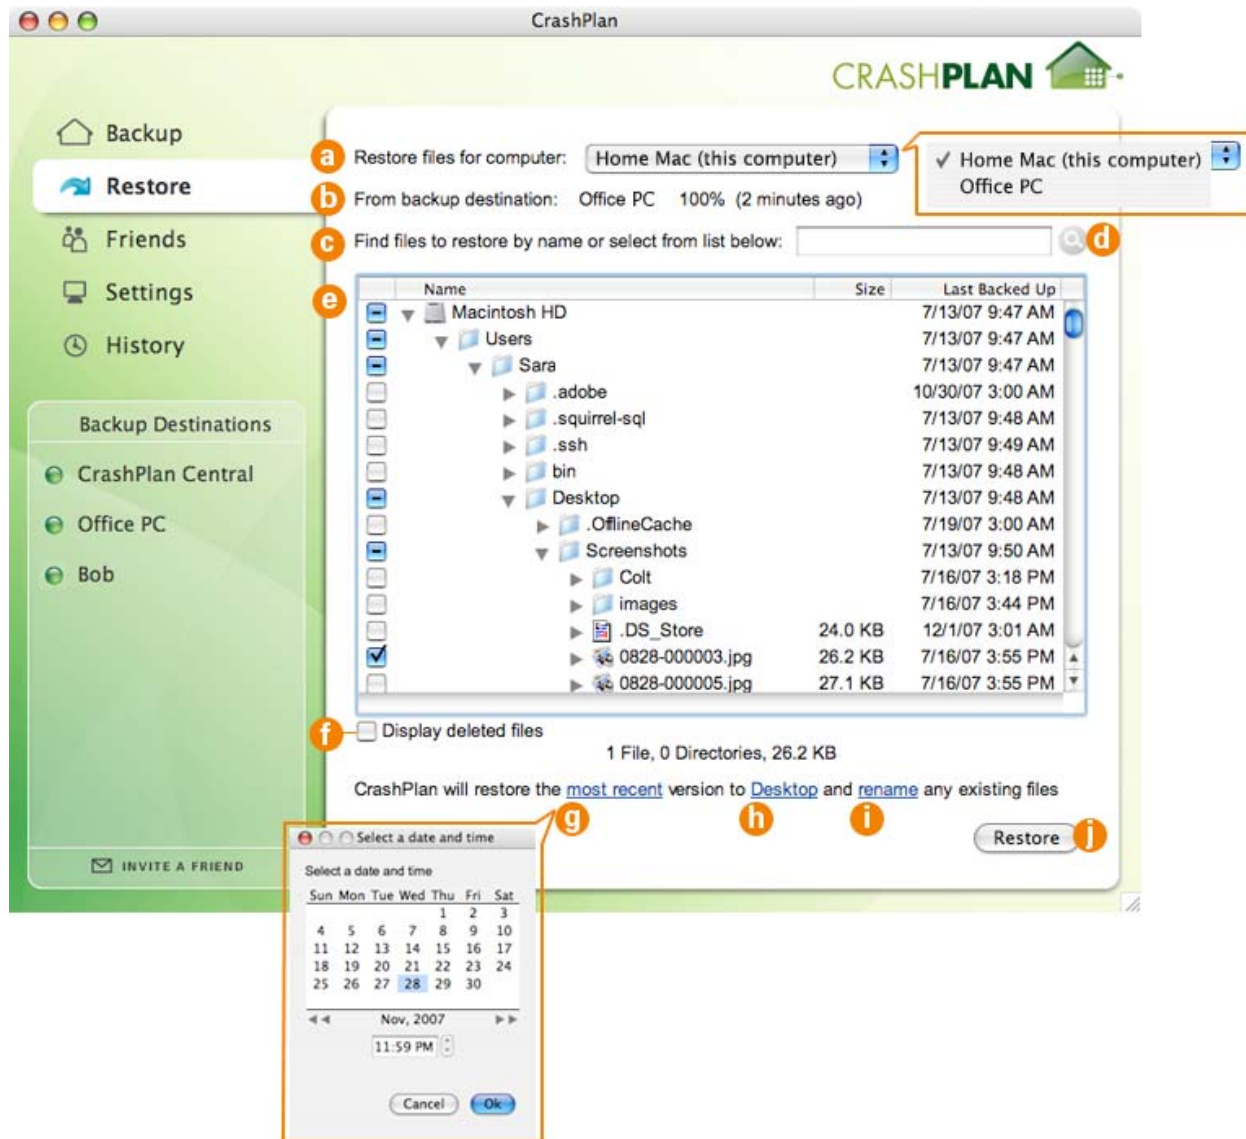 CrashPlan
CRASHPLAN
Backup
Restore
Friends
Settings
History
Backup Destinations
CrashPlan Central
Office PC
Bob
INVITE A FRIEND
a Restore files for computer: Home Mac (this computer)
✓ Home Mac (this computer)
Office PC
b From backup destination: Office PC 100% (2 minutes ago)
c Find files to restore by name or select from list below: d
e
Name Size Last Backed Up
Macintosh HD 7/13/07 9:47 AM
Users 7/13/07 9:47 AM
Sara 7/13/07 9:47 AM
.adobe 10/30/07 3:00 AM
.squirrel-sql 7/13/07 9:48 AM
.ssh 7/13/07 9:49 AM
bin 7/13/07 9:48 AM
Desktop 7/13/07 9:48 AM
.OflineCache 7/19/07 3:00 AM
Screenshots 7/13/07 9:50 AM
Colt 7/16/07 3:18 PM
images 7/16/07 3:44 PM
.DS_Store 24.0 KB 12/1/07 3:01 AM
0828-000003.jpg 26.2 KB 7/16/07 3:55 PM
0828-000005.jpg 27.1 KB 7/16/07 3:55 PM
f Display deleted files
1 File, 0 Directories, 26.2 KB
CrashPlan will restore the most recent version to Desktop and rename any existing files
g h i
Restore j
Select a date and time
Select a date and time
Sun Mon Tue Wed Thu Fri Sat
1 2 3
4 5 6 7 8 9 10
11 12 13 14 15 16 17
18 19 20 21 22 23 24
25 26 27 28 29 30
Nov, 2007
11:59 PM
Cancel Ok